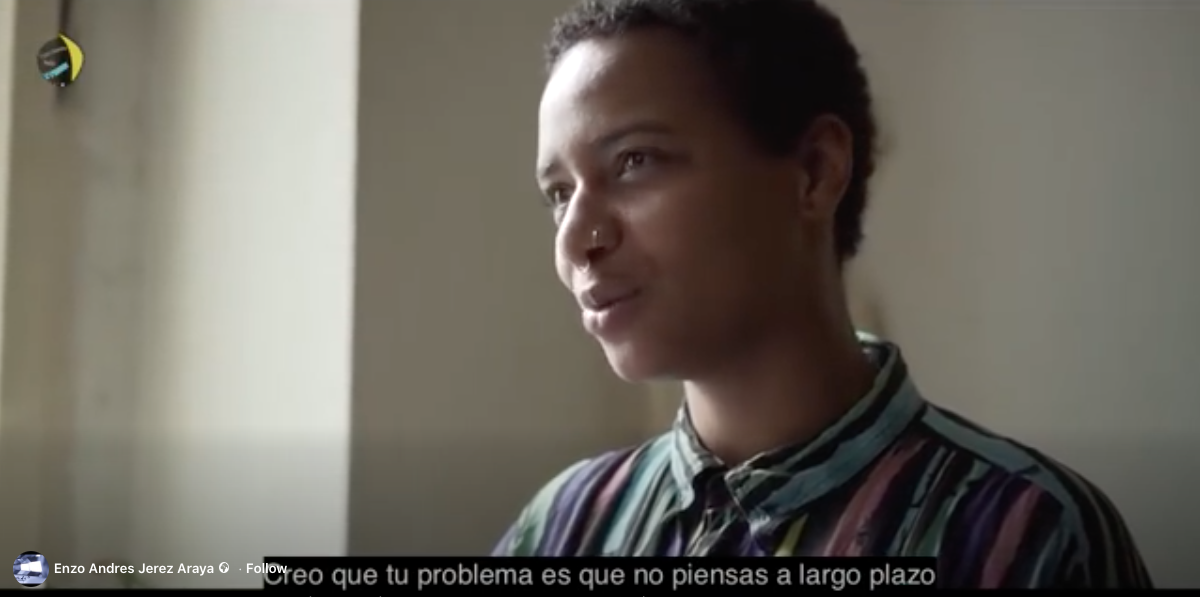 Enzo Andres Jerez Araya · Follow
Creo que tu problema es que no piensas a largo plazo